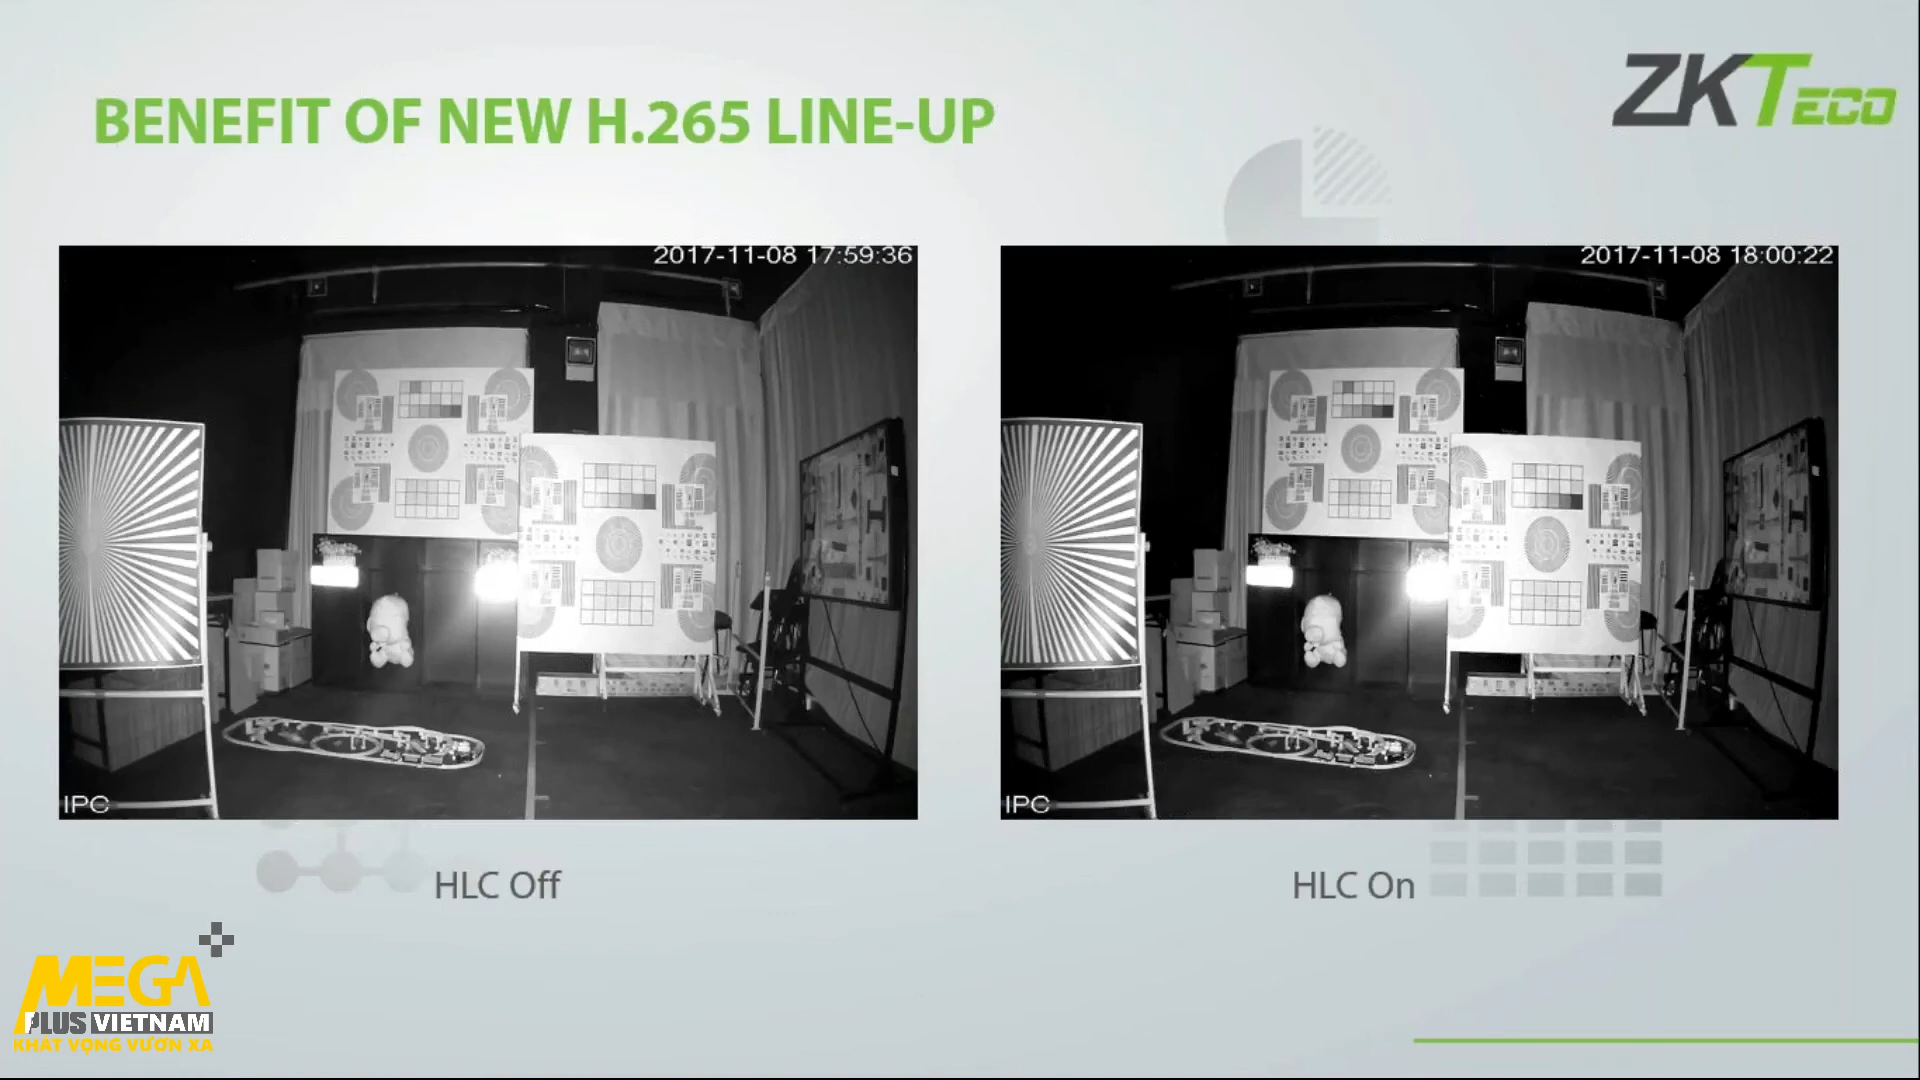 ZKTECO
BENEFIT OF NEW H.265 LINE-UP
2017-11-08 17:59:36
IPC
2017-11-08 18:00:22
IPC
HLC Off
HLC On
MEGA
PLUS VIETNAM
KHÁT VỌNG VƯƠN XA